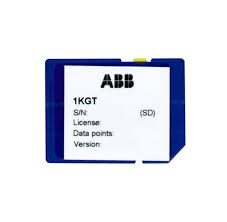 ABB
1KGT
S/N: (SD)
License:
Data points:
Version: